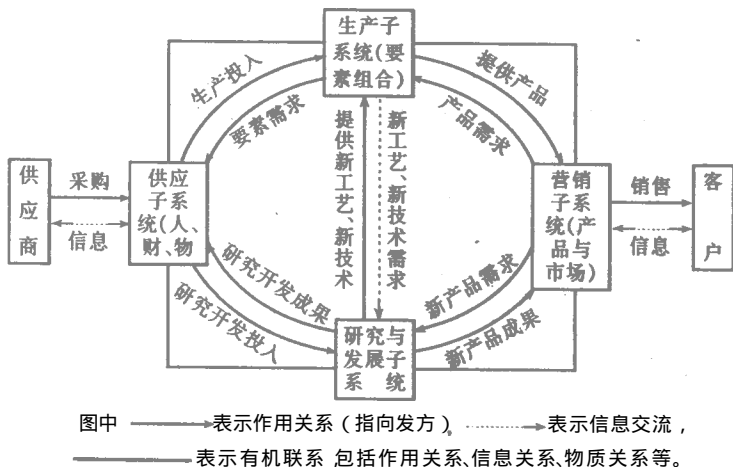 生产子
系统(要
素组合)
生产投入
要素需求
提供产品
产品需求
提供新工艺、新技术
新工艺、新技术需求
供
应
商
采购
信息
供应
子系
统(人、
财、物
营销
子系
统(产
品与
市场)
销售
信息
客
户
研究开发成果
研究开发投入
新产品需求
新产品成果
研究与
发展子
系 统
图中 表示作用关系(指向发方), 表示信息交流,
表示有机联系 包括作用关系、信息关系、物质关系等。